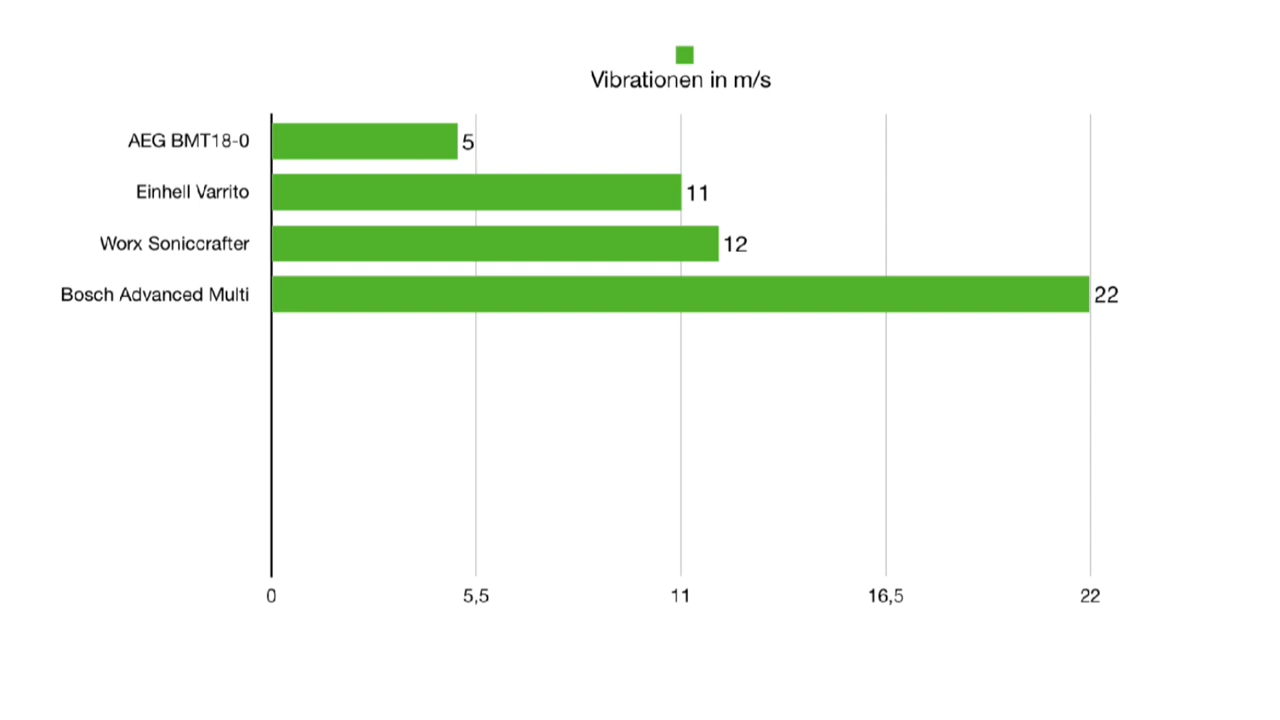 Vibrationen in m/s
AEG BMT18-0 5
Einhell Varrito 11
Worx Soniccrafter 12
Bosch Advanced Multi 22
0 5,5 11 16,5 22